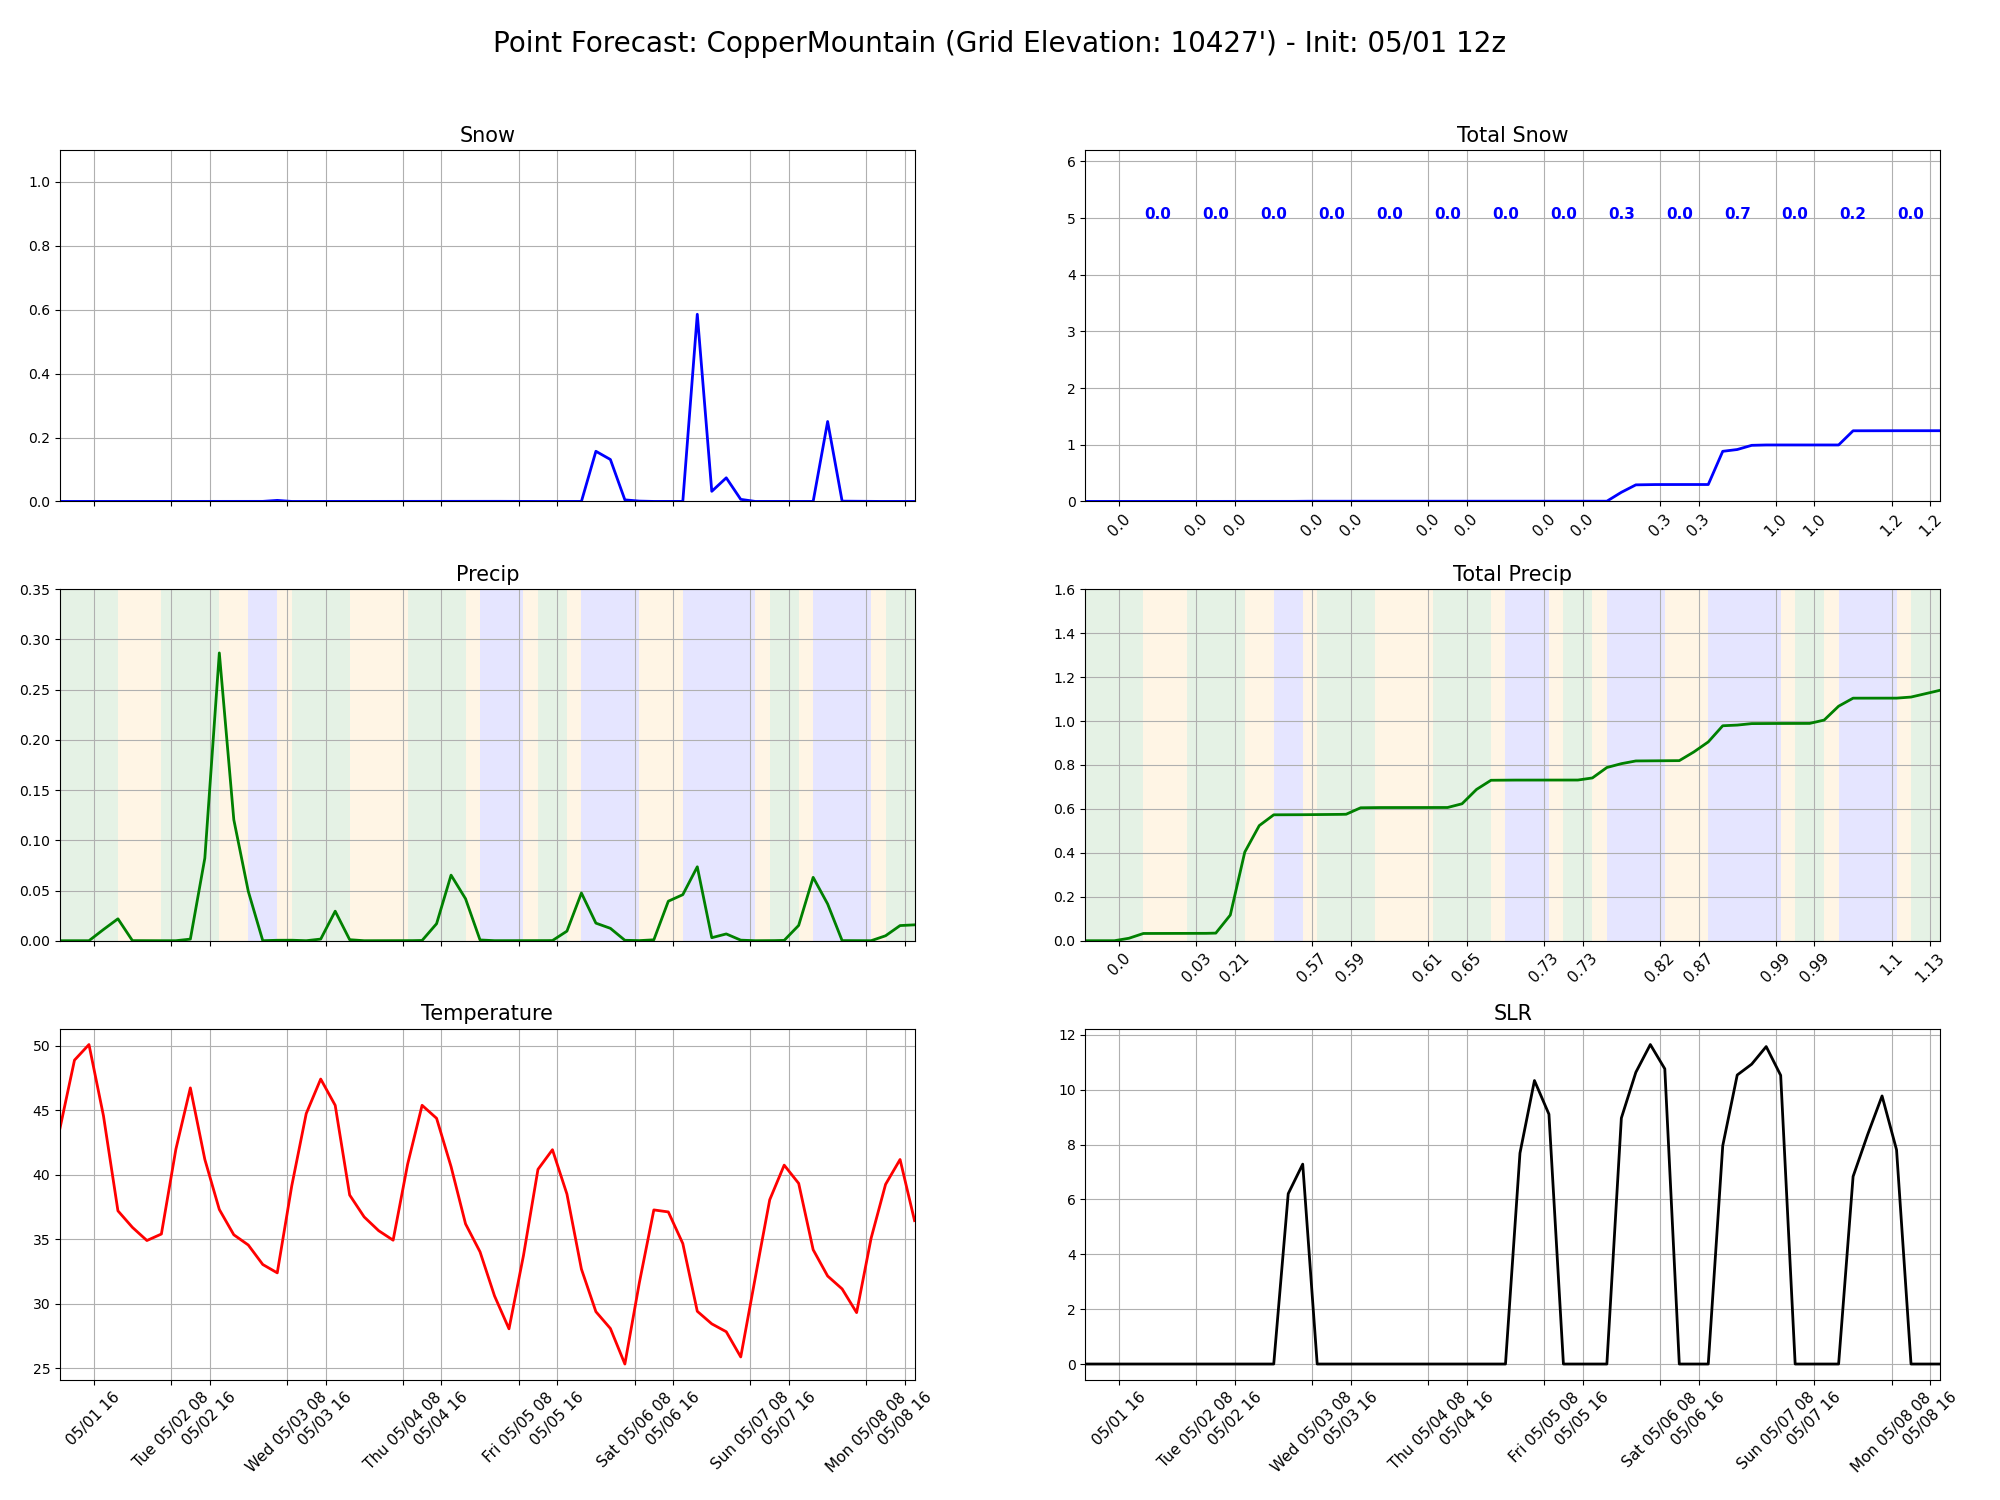 Point Forecast: CopperMountain (Grid Elevation: 10427') - Init: 05/01 12z
Snow
1.0
0.8
0.6
0.4
0.2
0.0
Total Snow
6
5
4
3
2
1
0
0.0 0.0 0.0 0.0 0.0 0.0 0.0 0.0 0.3 0.0 0.7 0.0 0.2 0.0
0.0 0.0 0.0 0.0 0.0 0.0 0.0 0.0 0.0 0.3 0.3 1.0 1.0 1.2 1.2
Precip
0.35
0.30
0.25
0.20
0.15
0.10
0.05
0.00
Total Precip
1.6
1.4
1.2
1.0
0.8
0.6
0.4
0.2
0.0
0.0 0.03 0.21 0.57 0.59 0.61 0.65 0.73 0.73 0.82 0.87 0.99 0.99 1.1 1.13
Temperature
50
45
40
35
30
25
05/01 16
Tue 05/02 08
05/02 16
Wed 05/03 08
05/03 16
Thu 05/04 08
05/04 16
Fri 05/05 08
05/05 16
Sat 05/06 08
05/06 16
Sun 05/07 08
05/07 16
Mon 05/08 08
05/08 16
SLR
12
10
8
6
4
2
0
05/01 16
Tue 05/02 08
05/02 16
Wed 05/03 08
05/03 16
Thu 05/04 08
05/04 16
Fri 05/05 08
05/05 16
Sat 05/06 08
05/06 16
Sun 05/07 08
05/07 16
Mon 05/08 08
05/08 16